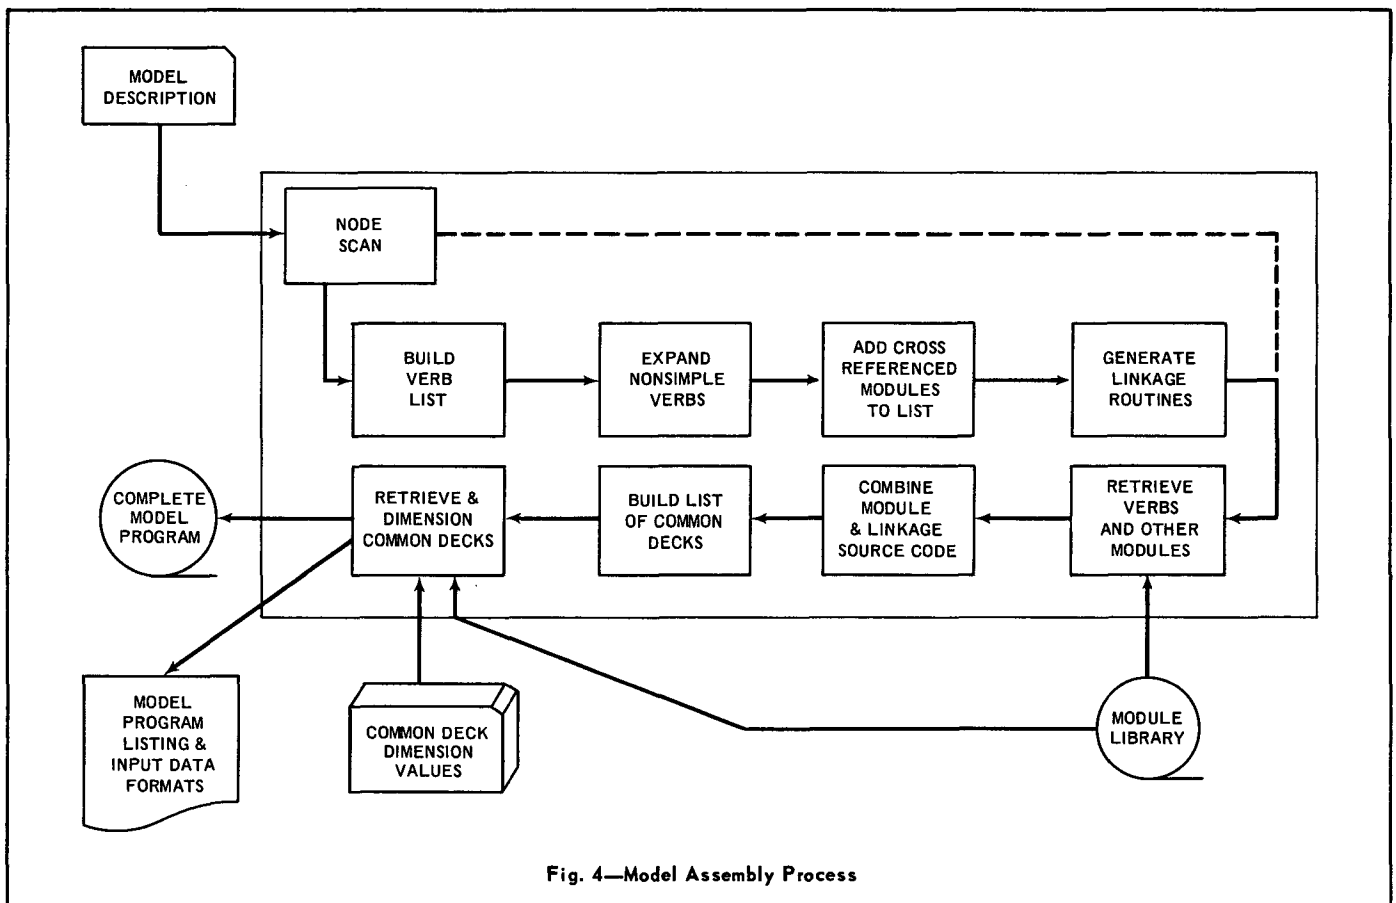 MODEL
DESCRIPTION
NODE
SCAN
BUILD
VERB
LIST
EXPAND
NONSIMPLE
VERBS
ADD CROSS
REFERENCED
MODULES
TO LIST
GENERATE
LINKAGE
ROUTINES
COMPLETE
MODEL
PROGRAM
RETRIEVE &
DIMENSION
COMMON DECKS
BUILD LIST
OF COMMON
DECKS
COMBINE
MODULE
& LINKAGE
SOURCE CODE
RETRIEVE
VERBS
AND OTHER
MODULES
MODEL
PROGRAM
LISTING &
INPUT DATA
FORMATS
COMMON DECK
DIMENSION
VALUES
MODULE
LIBRARY
Fig. 4—Model Assembly Process